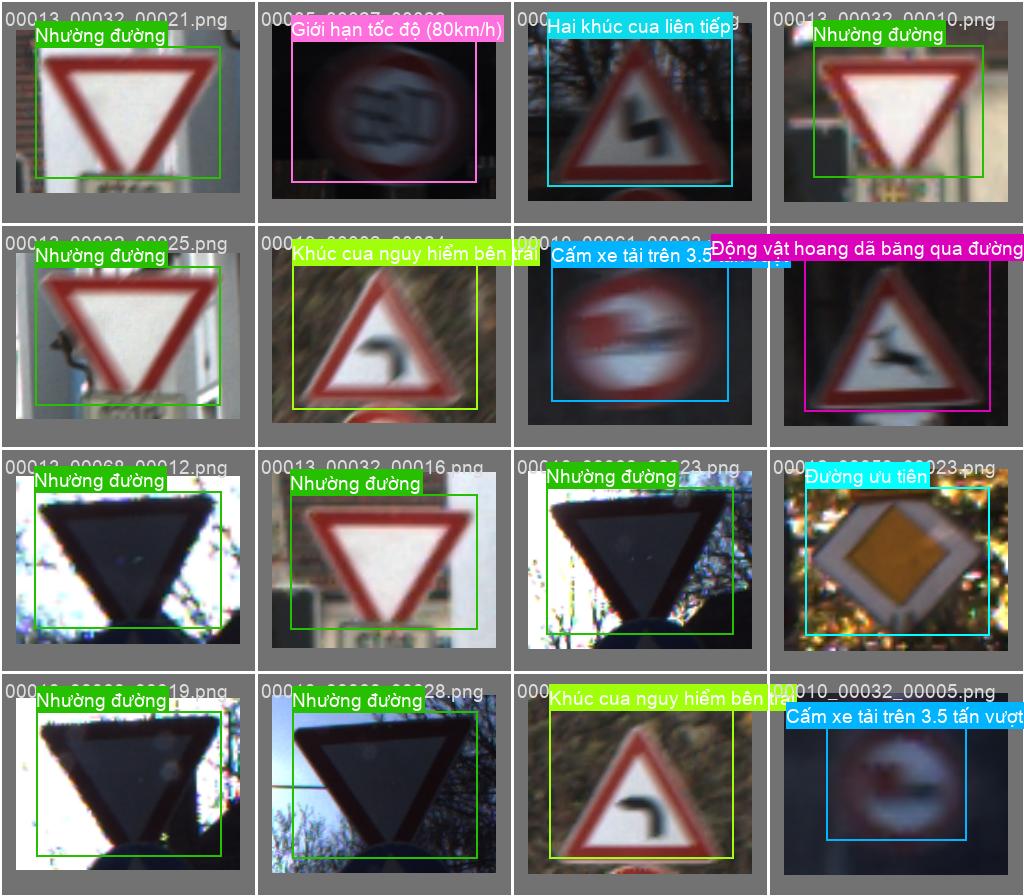 00013_00032_00021.png
Nhường đường
Giới hạn tốc độ (80km/h)
Hai khúc cua liên tiếp
00013_00032_00010.png
Nhường đường
Nhường đường
Khúc cua nguy hiểm bên trái
Cấm xe tải trên 3.5
Động vật hoang dã băng qua đường
Nhường đường
00013_00032_00016.png
Nhường đường
Nhường đường
Đường ưu tiên
Nhường đường
Nhường đường
Khúc cua nguy hiểm bên trái
00010_00032_00005.png
Cấm xe tải trên 3.5 tấn vượt